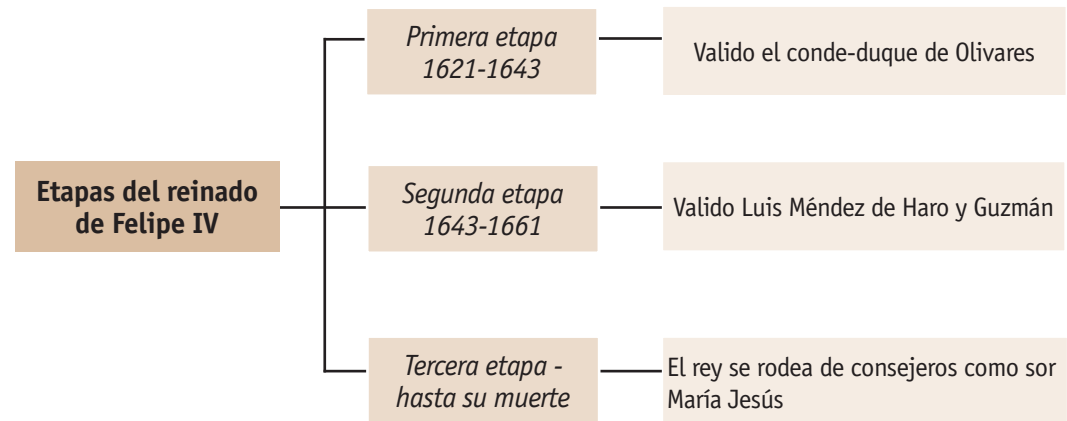 Etapas del reinado
de Felipe IV
Primera etapa
1621-1643
Valido el conde-duque de Olivares
Segunda etapa
1643-1661
Valido Luis Méndez de Haro y Guzmán
Tercera etapa -
hasta su muerte
El rey se rodea de consejeros como sor
María Jesús